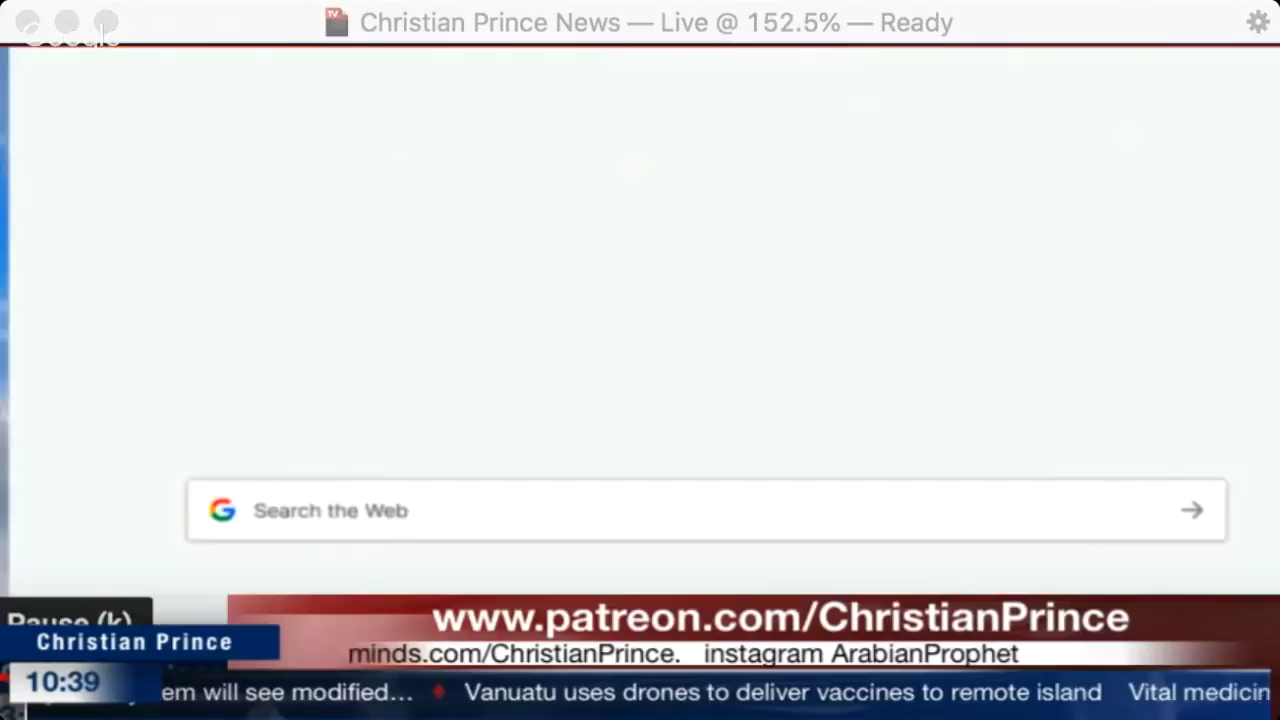 Christian Prince News — Live @ 152.5% — Ready
Google
Search the Web
Pause (k)
www.patreon.com/ChristianPrince
Christian Prince
minds.com/ChristianPrince. instagram ArabianProphet
10:39
em will see modified... ♦ Vanuatu uses drones to deliver vaccines to remote island Vital medicin